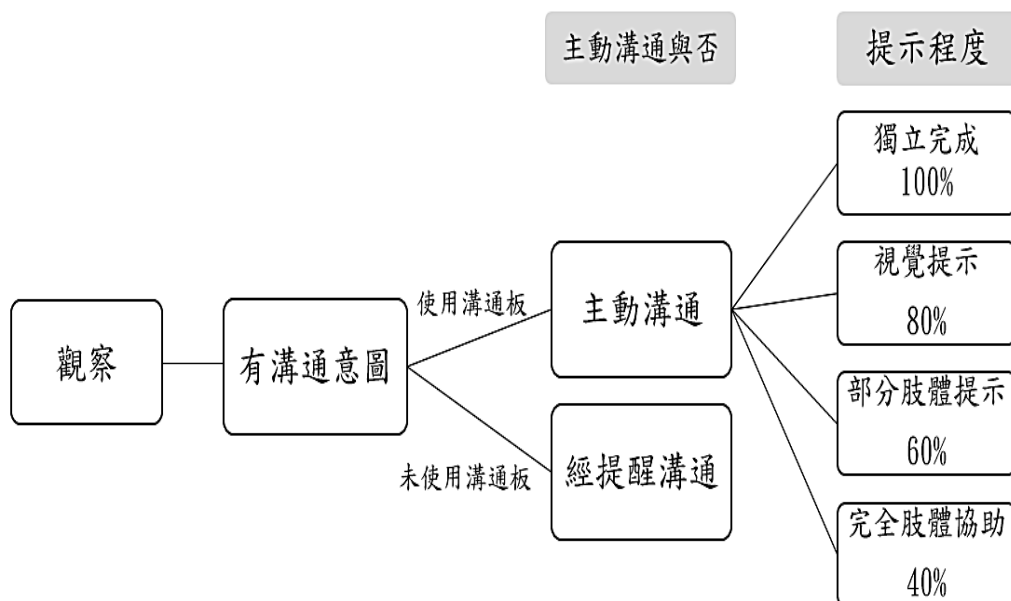 主動溝通與否
提示程度
獨立完成
100%
視覺提示
80%
使用溝通板
主動溝通
觀察
有溝通意圖
部分肢體提示
60%
未使用溝通板
經提醒溝通
完全肢體協助
40%